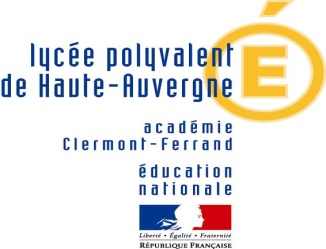 lycée polyvalent
de Haute-Auvergne
É
académie
Clermont-Ferrand
éducation
nationale
Liberté • Égalité • Fraternité
RÉPUBLIQUE FRANÇAISE